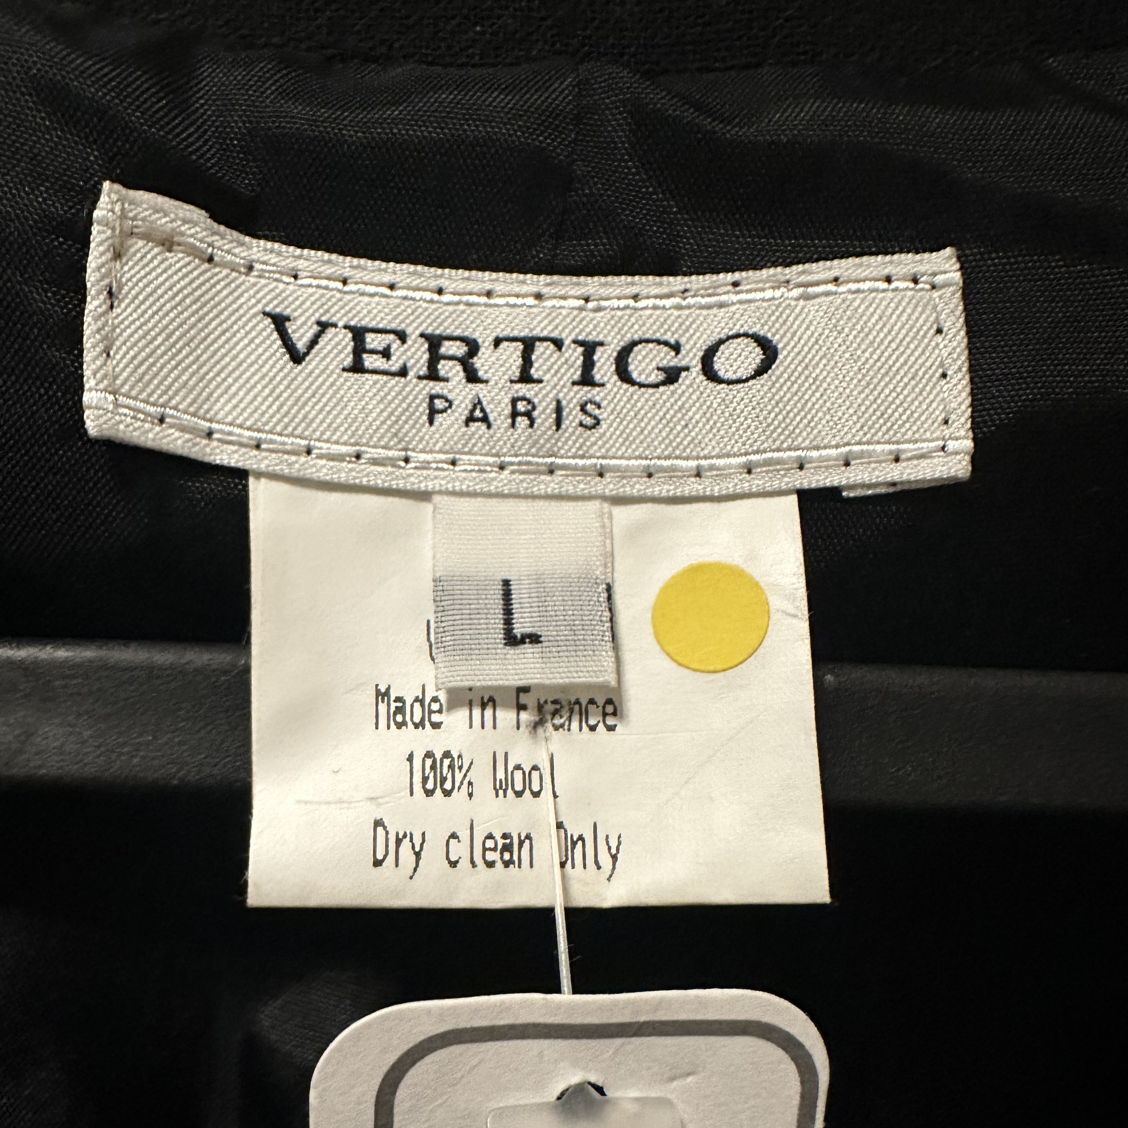 VERTIGO
PARIS
L
Made in France
100% Wool
Dry clean Only